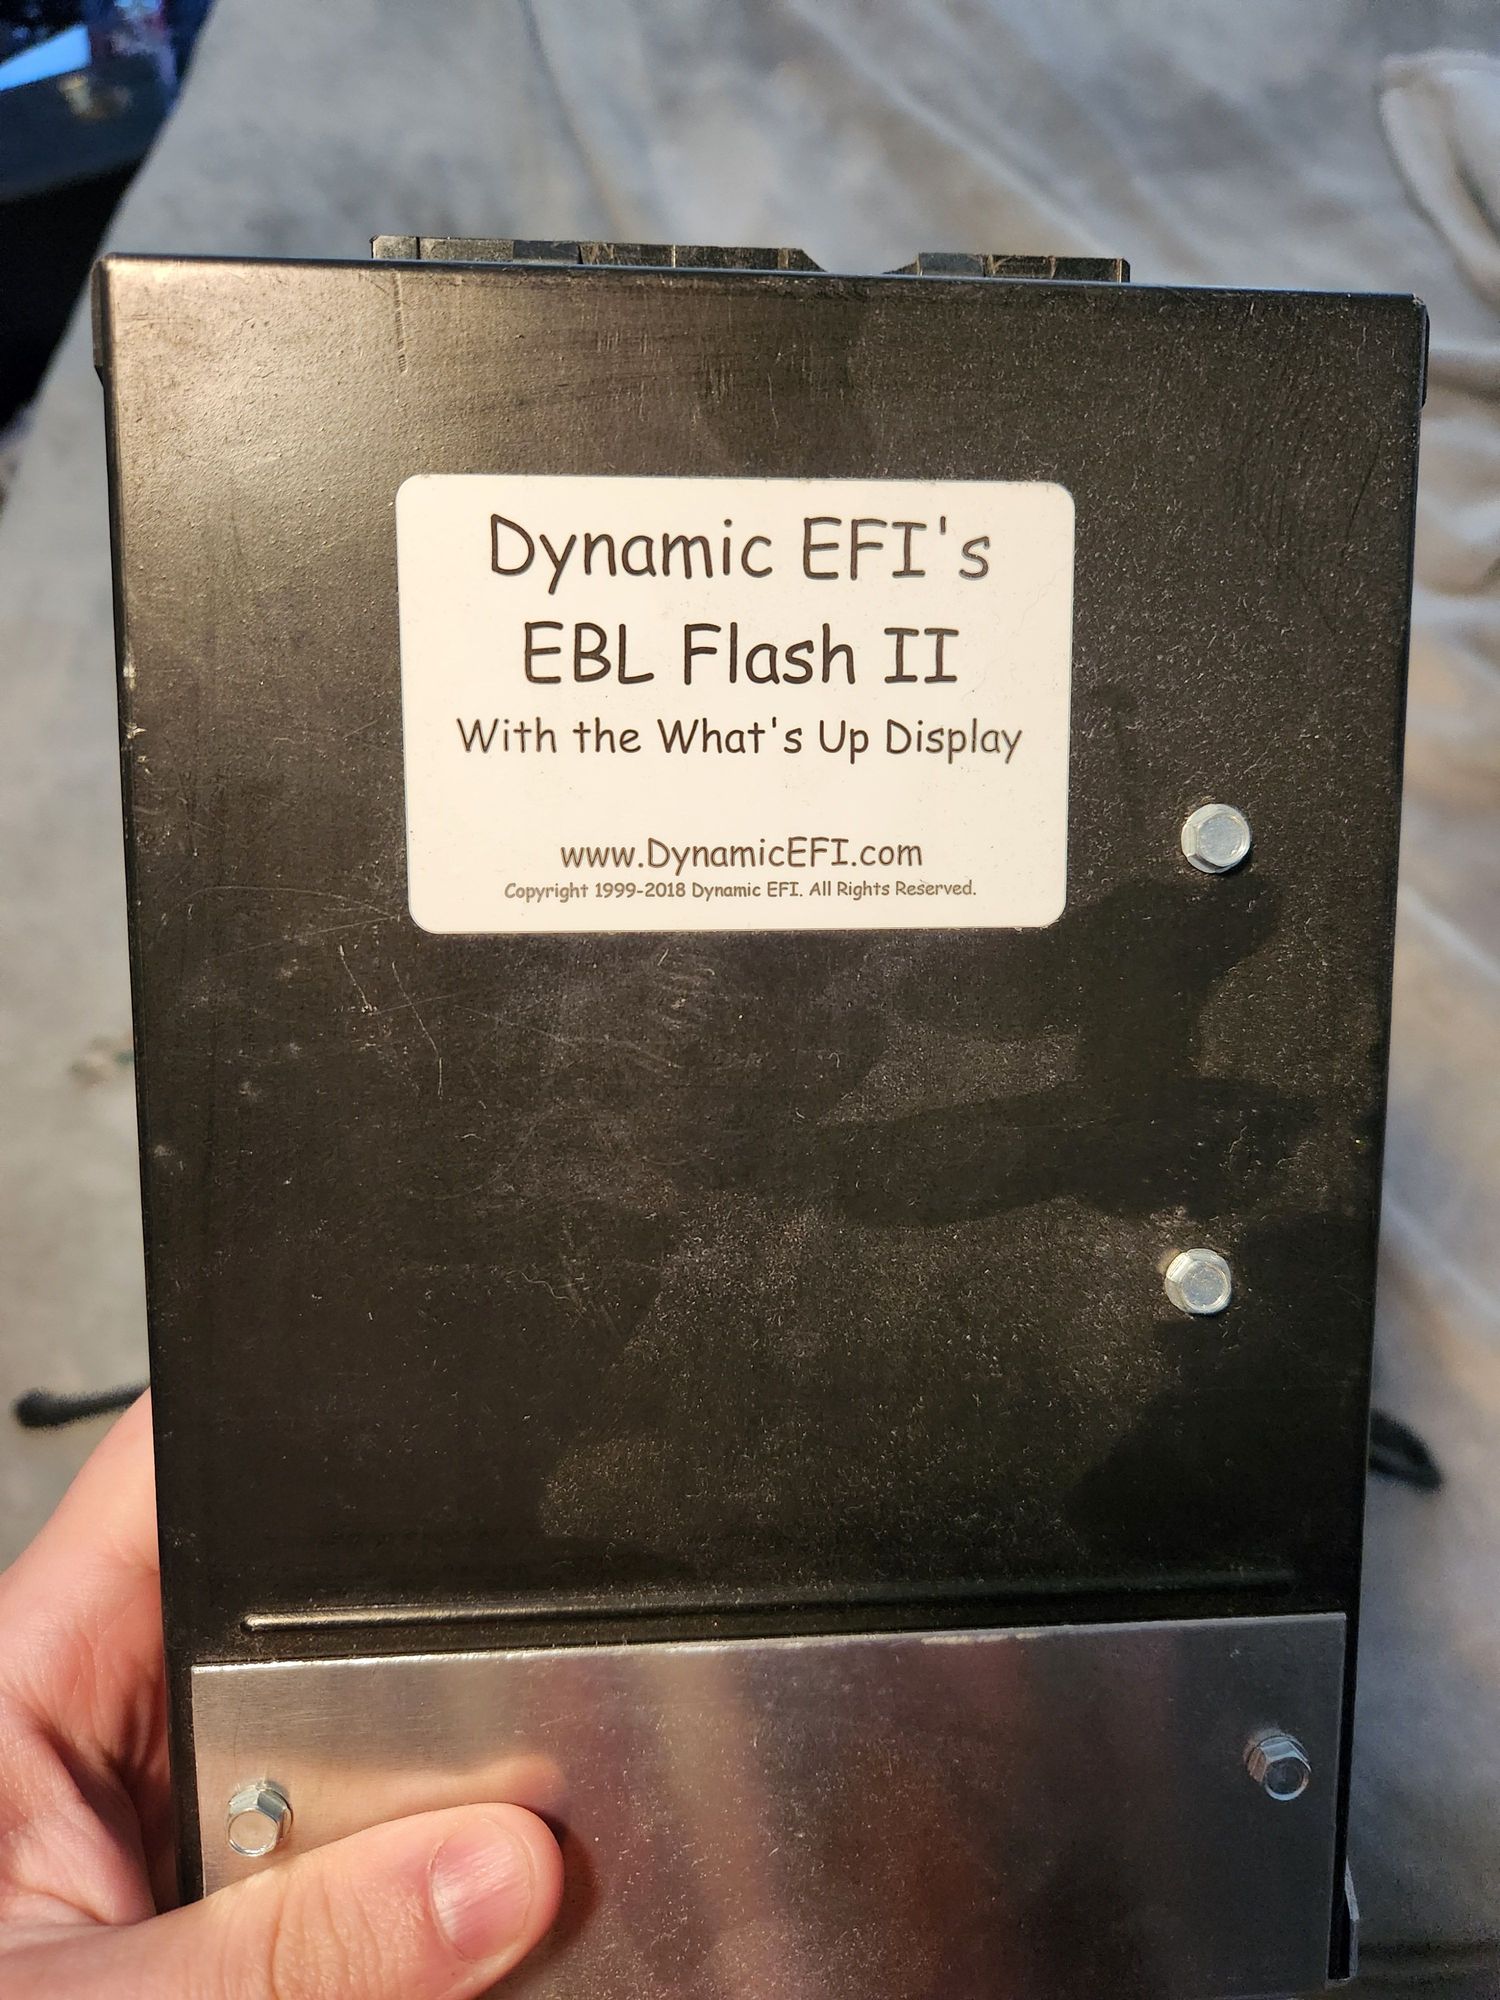 Dynamic EFI's
EBL Flash II
With the What's Up Display
www.DynamicEFI.com
Copyright 1999-2018 Dynamic EFI. All Rights Reserved.